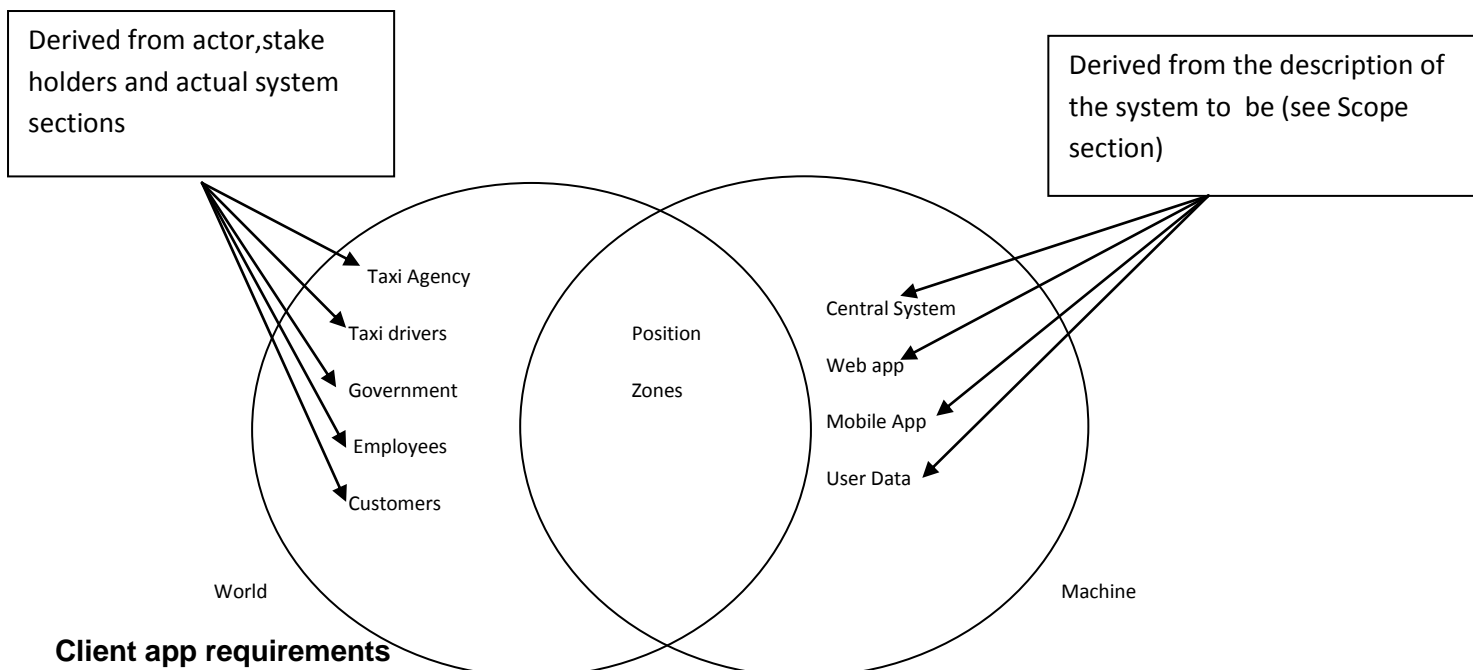 Derived from actor,stake
holders and actual system
sections
Derived from the description of
the system to be (see Scope
section)
Taxi Agency
Taxi drivers
Government
Employees
Customers
Position
Zones
Central System
Web app
Mobile App
User Data
World
Machine
Client app requirements